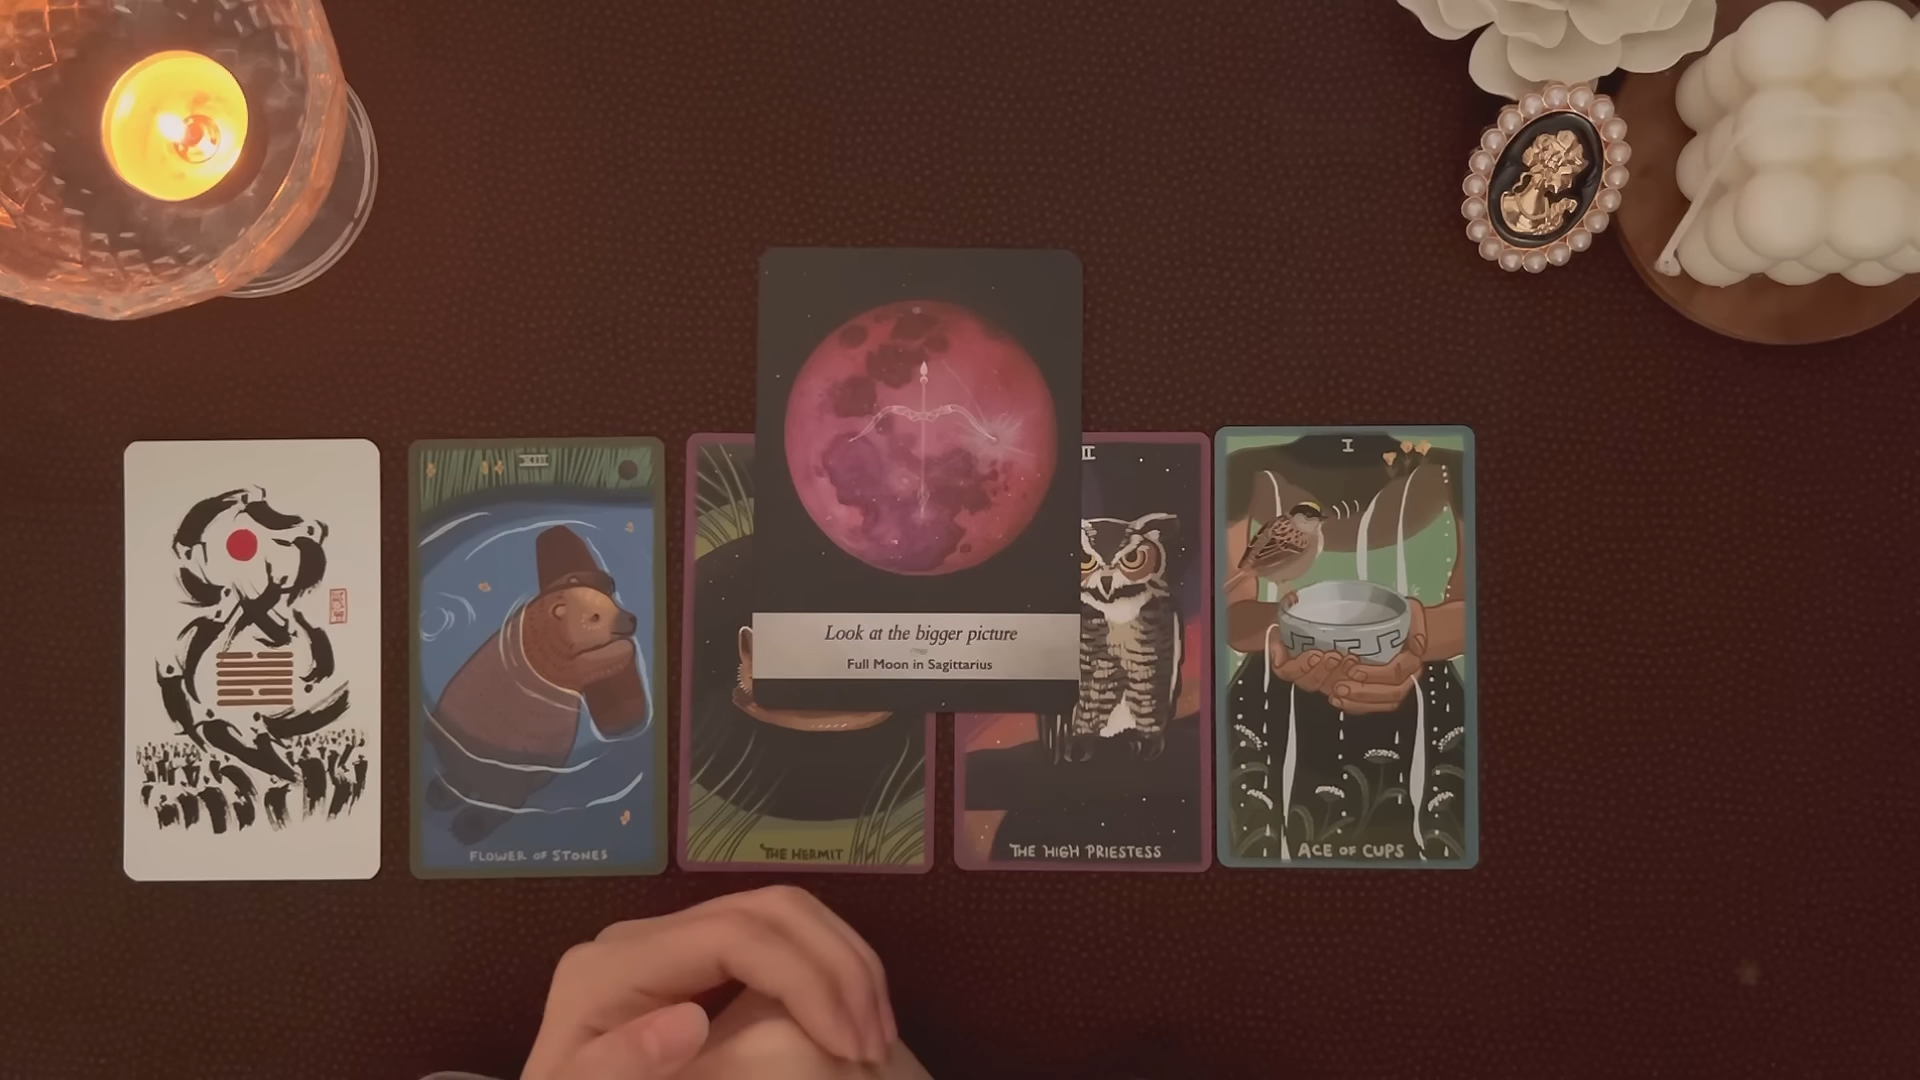 Look at the bigger picture
Full Moon in Sagittarius
XIII
II
I
FLOWER OF STONES
THE HERMIT
THE HIGH PRIESTESS
ACE OF CUPS